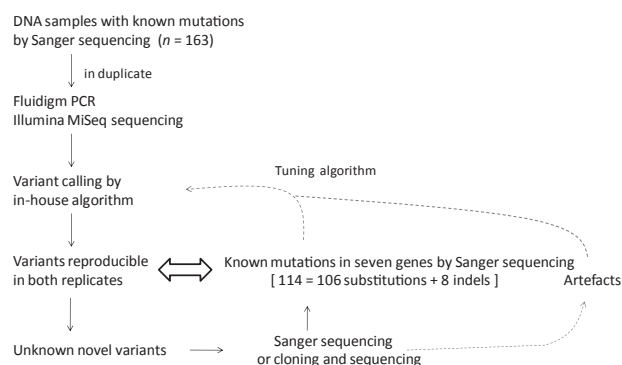 DNA samples with known mutations
by Sanger sequencing (n = 163)
in duplicate
Fluidigm PCR
Illumina MiSeq sequencing
Tuning algorithm
Variant calling by
in-house algorithm
Variants reproducible
in both replicates
Known mutations in seven genes by Sanger sequencing
[ 114 = 106 substitutions + 8 indels ]
Artefacts
Unknown novel variants
Sanger sequencing
or cloning and sequencing